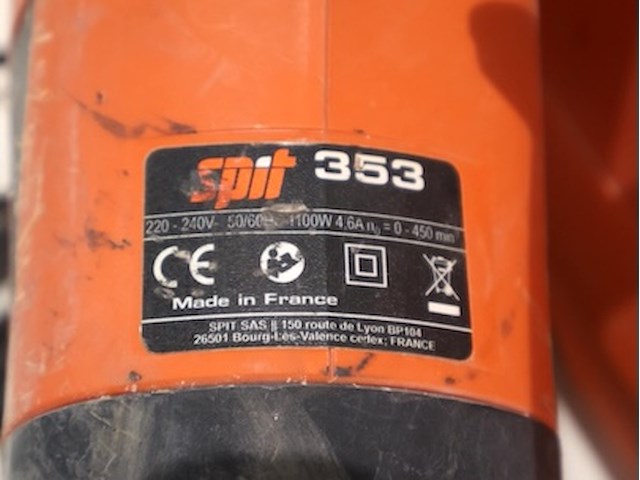 spit 353
220 - 240V 50/60Hz 1100W 4,6A n₀ = 0 - 450 min
CE
Made in France
SPIT SAS || 150 route de Lyon BP104
26501 Bourg-Lès-Valence cedex; FRANCE